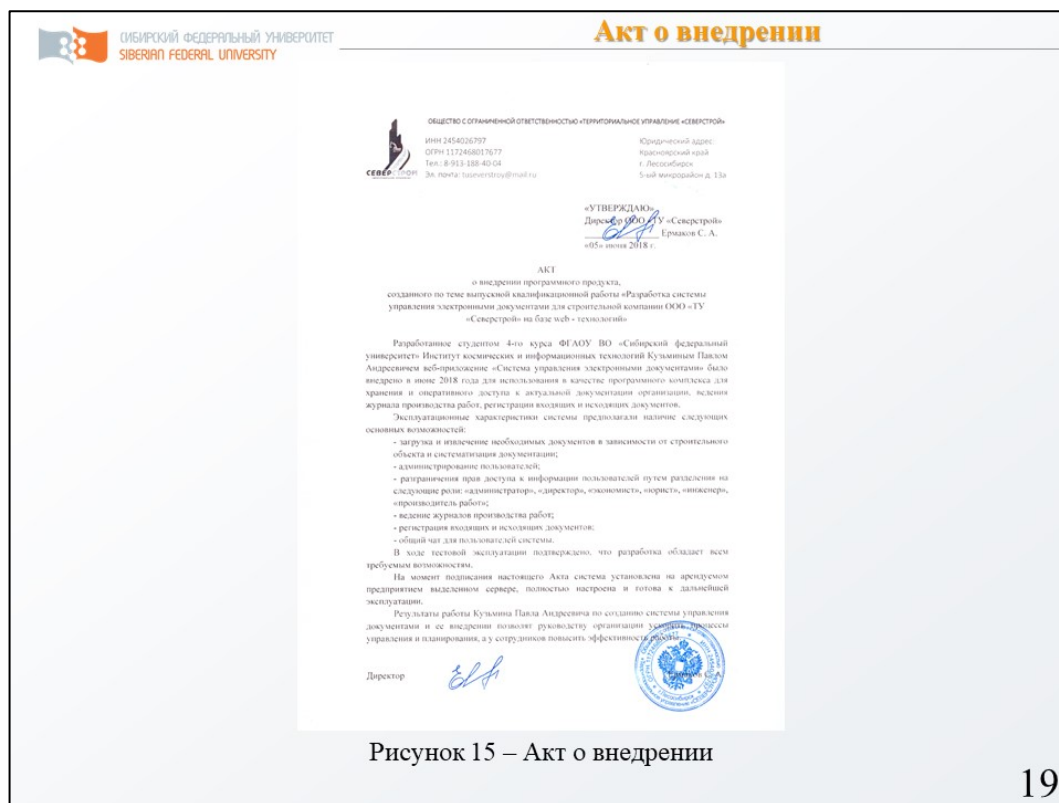 СИБИРСКИЙ ФЕДЕРАЛЬНЫЙ УНИВЕРСИТЕТ
SIBERIAN FEDERAL UNIVERSITY
Акт о внедрении
ОБЩЕСТВО С ОГРАНИЧЕННОЙ ОТВЕТСТВЕННОСТЬЮ «ТЕРРИТОРИАЛЬНОЕ УПРАВЛЕНИЕ «СЕВЕРСТРОЙ»
ИНН 2454026797
ОГРН 1172468017677
Тел.: 8-913-188-40-04
Эл. почта: tuseverstroy@mail.ru
СЕВЕРСТРОЙ
Юридический адрес:
Красноярский край
г. Лесосибирск
5-ый микрорайон д. 13а
«УТВЕРЖДАЮ»
Директор ООО «ТУ «Северстрой»
Ермаков С. А.
«05» июня 2018 г.
АКТ
о внедрении программного продукта,
созданного по теме выпускной квалификационной работы «Разработка системы
управления электронными документами для строительной компании ООО «ТУ
«Северстрой» на базе web - технологий»
Разработанное студентом 4-го курса ФГАОУ ВО «Сибирский федеральный
университет» Институт космических и информационных технологий Кузьминым Павлом
Андреевичем веб-приложение «Система управления электронными документами» было
внедрено в июне 2018 года для использования в качестве программного комплекса для
хранения и оперативного доступа к актуальной документации организации, ведения
журнала производства работ, регистрации входящих и исходящих документов.
Эксплуатационные характеристики системы предполагали наличие следующих
основных возможностей:
- загрузка и извлечение необходимых документов в зависимости от строительного
объекта и систематизация документации;
- администрирование пользователей;
- разграничения прав доступа к информации пользователей путем разделения на
следующие роли: «администратор», «директор», «экономист», «юрист», «инженер»,
«производитель работ»;
- ведение журналов производства работ;
- регистрация входящих и исходящих документов;
- общий чат для пользователей системы.
В ходе тестовой эксплуатации подтверждено, что разработка обладает всем
требуемым возможностям.
На момент подписания настоящего Акта система установлена на арендуемом
предприятием выделенном сервере, полностью настроена и готова к дальнейшей
эксплуатации.
Результаты работы Кузьмина Павла Андреевича по созданию системы управления
документами и ее внедрении позволят руководству организации ускорить процессы
управления и планирования, а у сотрудников повысить эффективность работы.
Директор
Ермаков С. А.
Рисунок 15 – Акт о внедрении
19